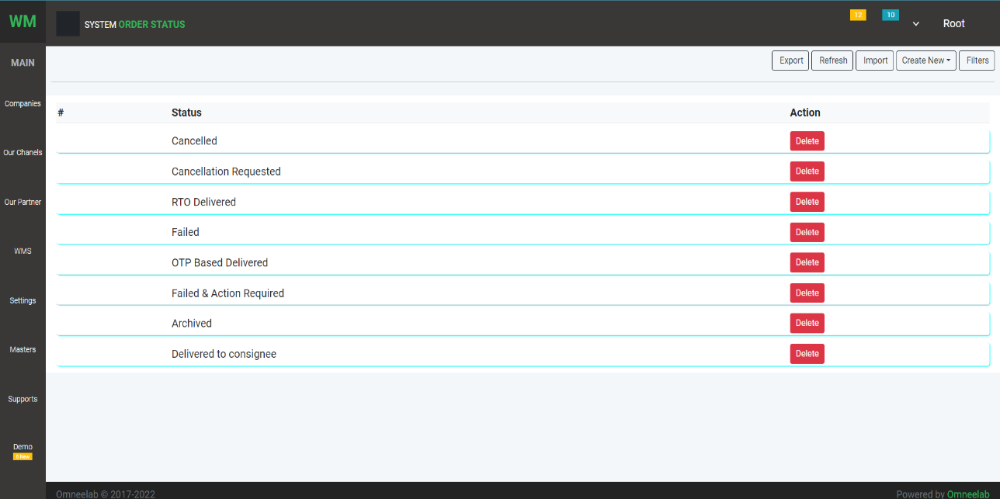 WM
SYSTEM ORDER STATUS
12
10
Root
MAIN
Companies
Our Chanels
Our Partner
WMS
Settings
Masters
Supports
Demo
Export
Refresh
Import
Create New
Filters
# Status Action
Cancelled Delete
Cancellation Requested Delete
RTO Delivered Delete
Failed Delete
OTP Based Delivered Delete
Failed & Action Required Delete
Archived Delete
Delivered to consignee Delete
Omneelab © 2017-2022
Powered by Omneelab